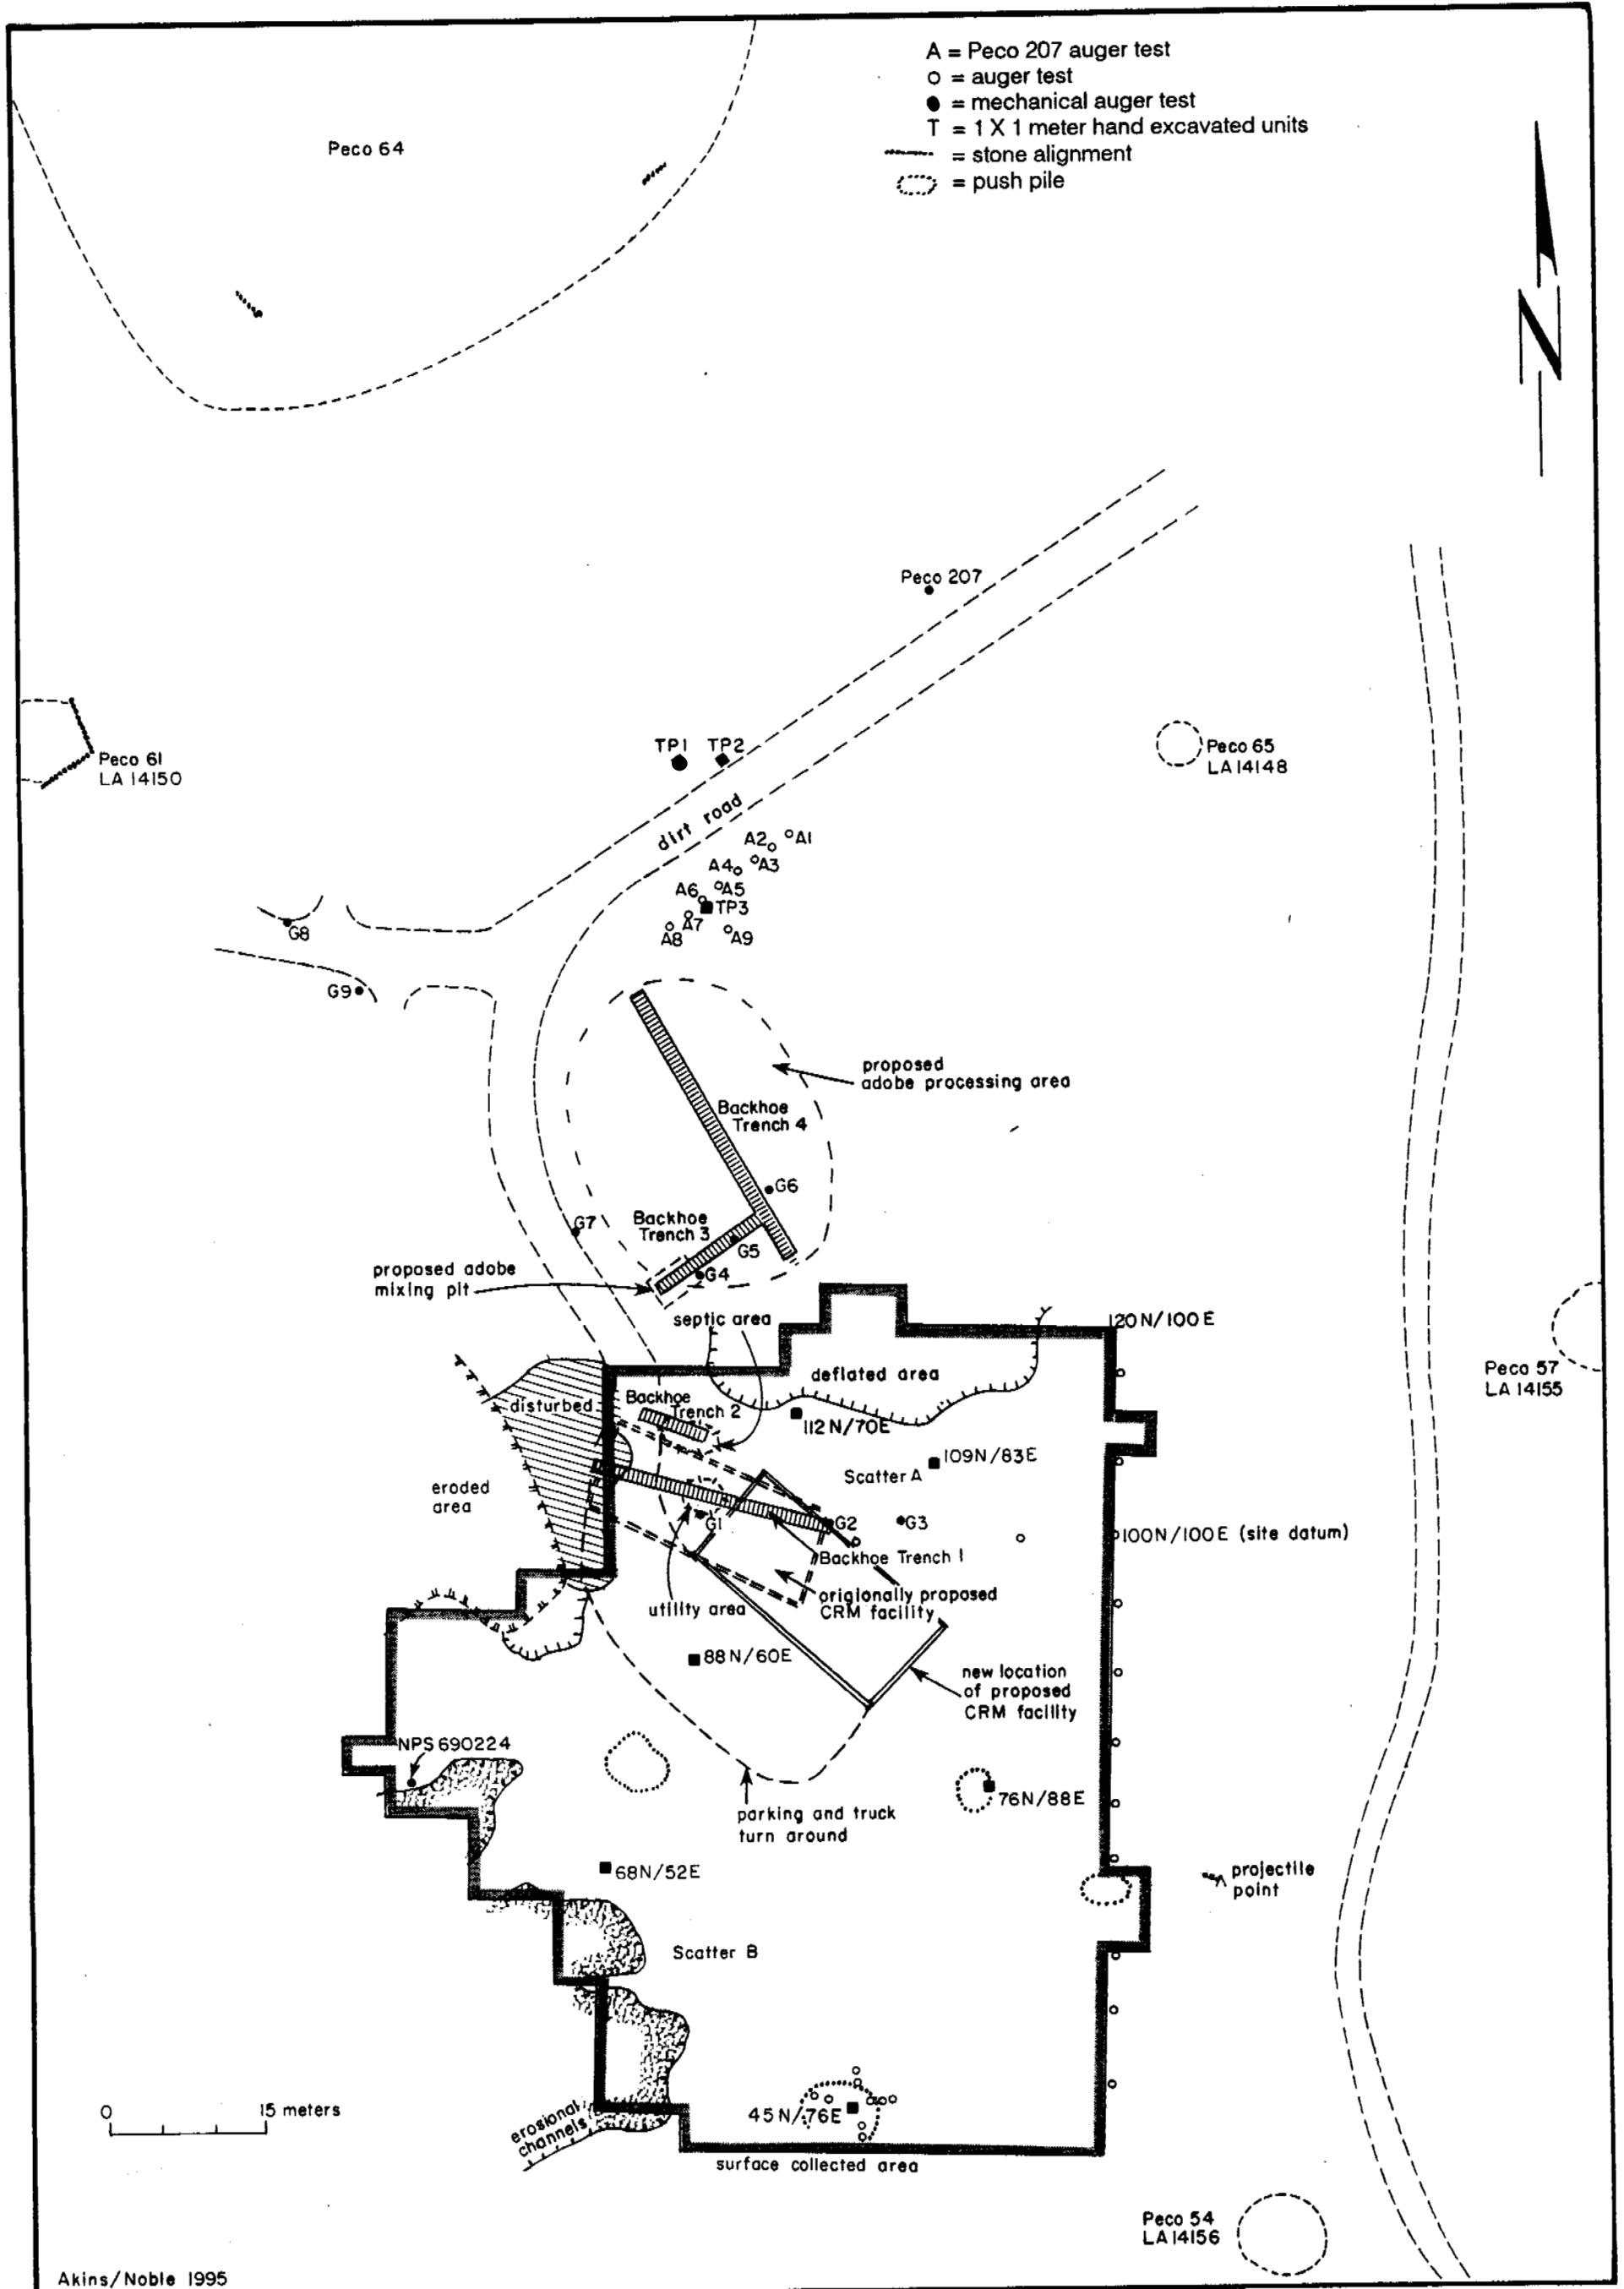 A = Peco 207 auger test
o = auger test
● = mechanical auger test
T = 1 X 1 meter hand excavated units
= stone alignment
= push pile
Peco 64
N
Peco 207
Peco 61
LA 14150
TP1
TP2
Peco 65
LA 14148
dirt road
A2
A1
A4
A3
A6
A5
TP3
A7
A8
A9
G8
G9
proposed
adobe processing area
Backhoe
Trench 4
G6
G7
Backhoe
Trench 3
G5
G4
proposed adobe
mixing pit
septic area
120N/100E
deflated area
Peco 57
LA 14155
disturbed
Backhoe
Trench 2
112N/70E
109N/83E
Scatter A
eroded
area
G1
G2
G3
100N/100E (site datum)
Backhoe Trench 1
origionally proposed
CRM facility
utility area
88N/60E
new location
of proposed
CRM facility
NPS 690224
76N/88E
parking and truck
turn around
68N/52E
projectile
point
Scatter B
0
15 meters
45N/76E
erosional
channels
surface collected area
Peco 54
LA14156
Akins/Noble 1995